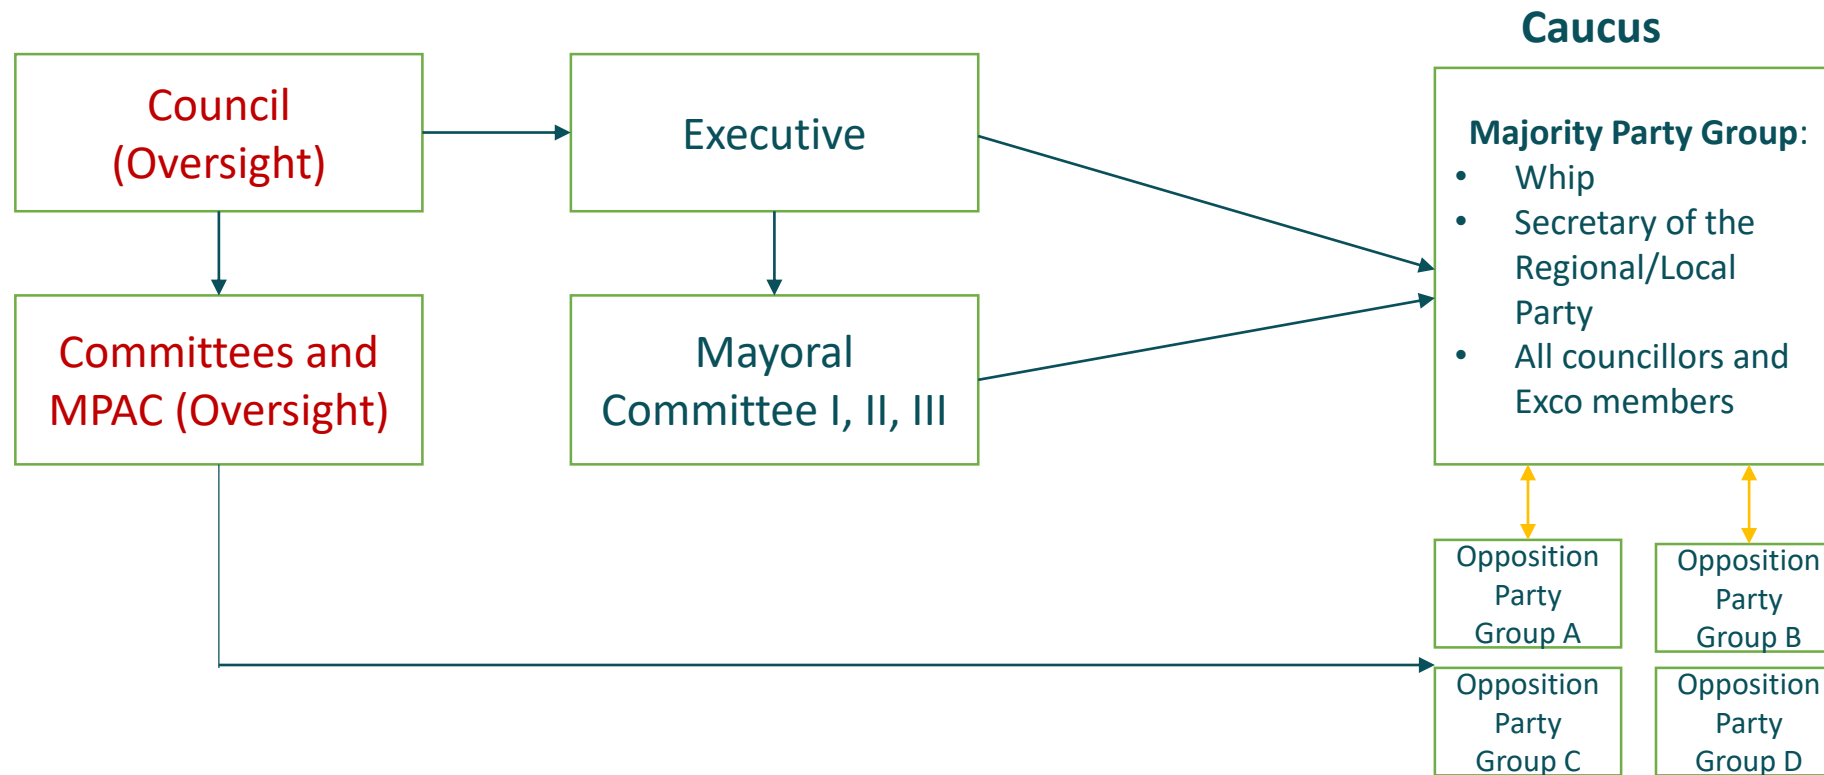 Caucus
Council
(Oversight)
Executive
Committees and
MPAC (Oversight)
Mayoral
Committee I, II, III
Majority Party Group:
• Whip
• Secretary of the
Regional/Local
Party
• All councillors and
Exco members
Opposition
Party
Group A
Opposition
Party
Group B
Opposition
Party
Group C
Opposition
Party
Group D